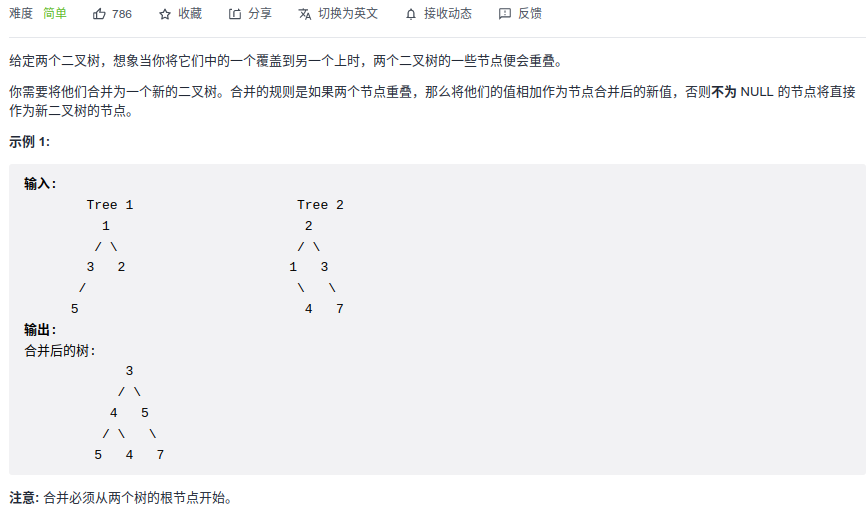 难度 简单 786 收藏 分享 切换为英文 接收动态 反馈
给定两个二叉树，想象当你将它们中的一个覆盖到另一个上时，两个二叉树的一些节点便会重叠。
你需要将他们合并为一个新的二叉树。合并的规则是如果两个节点重叠，那么将他们的值相加作为节点合并后的新值，否则不为 NULL 的节点将直接
作为新二叉树的节点。
示例 1:
输入:
        Tree 1                     Tree 2
          1                          2
         / \                        / \
        3   2                      1   3
       /                            \   \
      5                              4   7
输出:
合并后的树:
             3
            / \
           4   5
          / \   \
         5   4   7
注意: 合并必须从两个树的根节点开始。